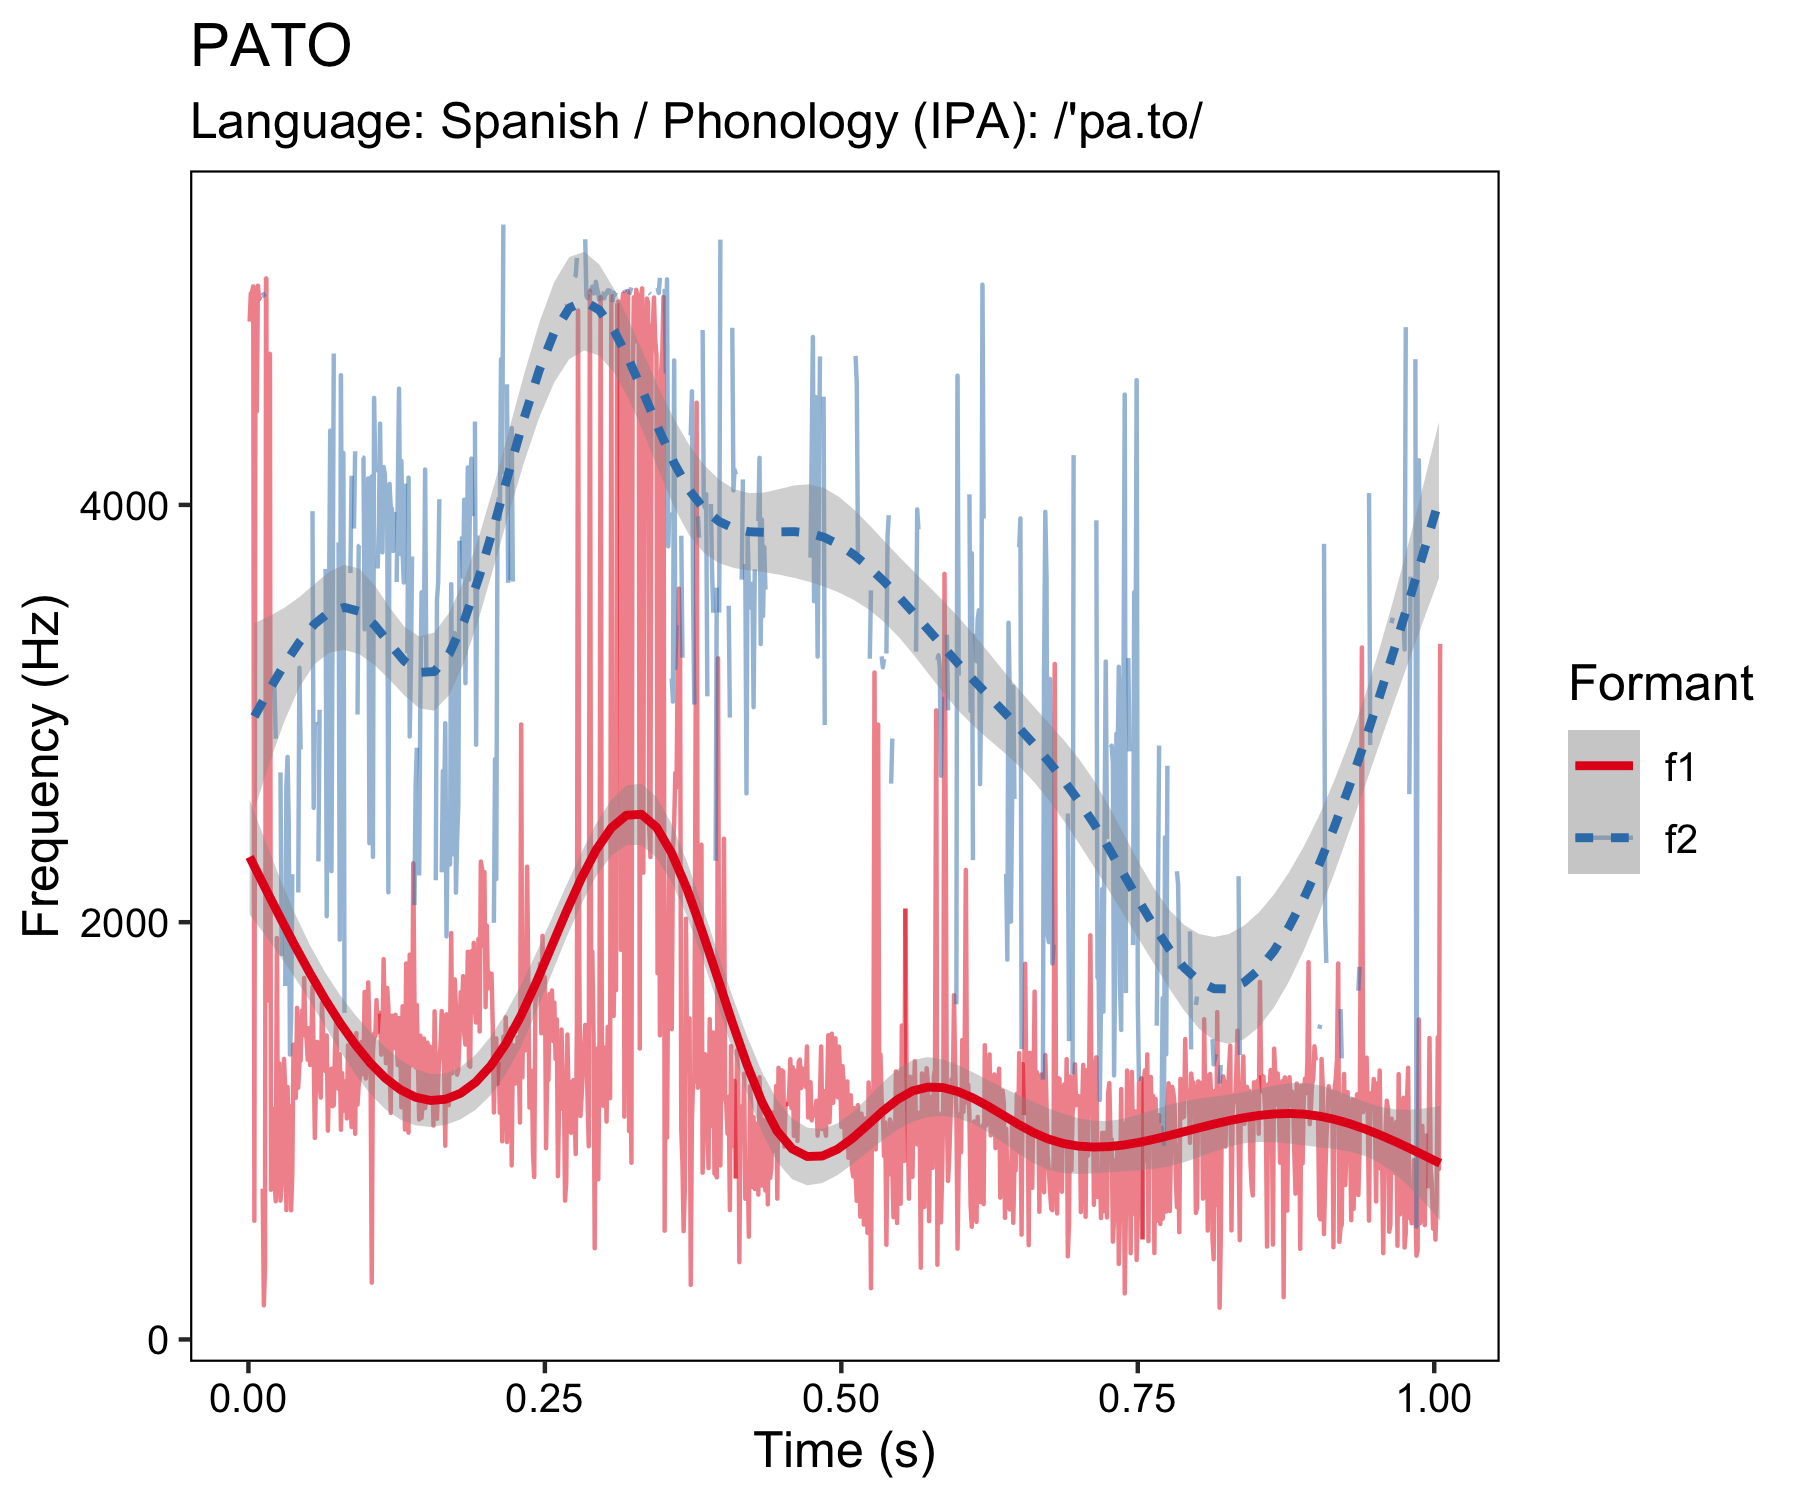 PATO
Language: Spanish / Phonology (IPA): /'pa.to/
Frequency (Hz)
4000
2000
0
0.00 0.25 0.50 0.75 1.00
Time (s)
Formant
f1
f2